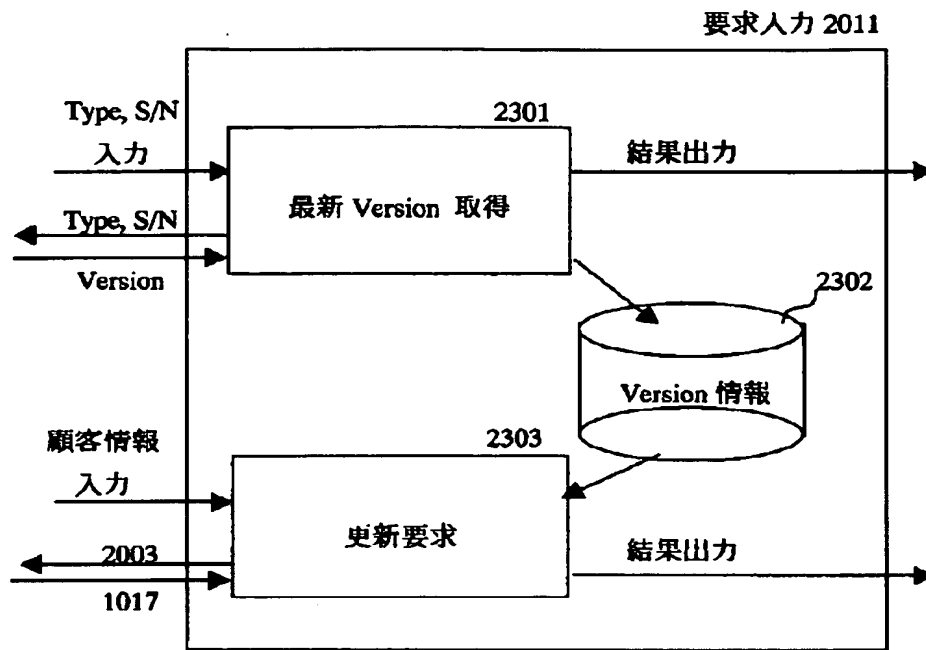 要求入力 2011
Type, S/N
入力
2301
結果出力
最新 Version 取得
Type, S/N
Version
2302
Version 情報
顧客情報
入力
2303
更新要求
結果出力
2003
1017